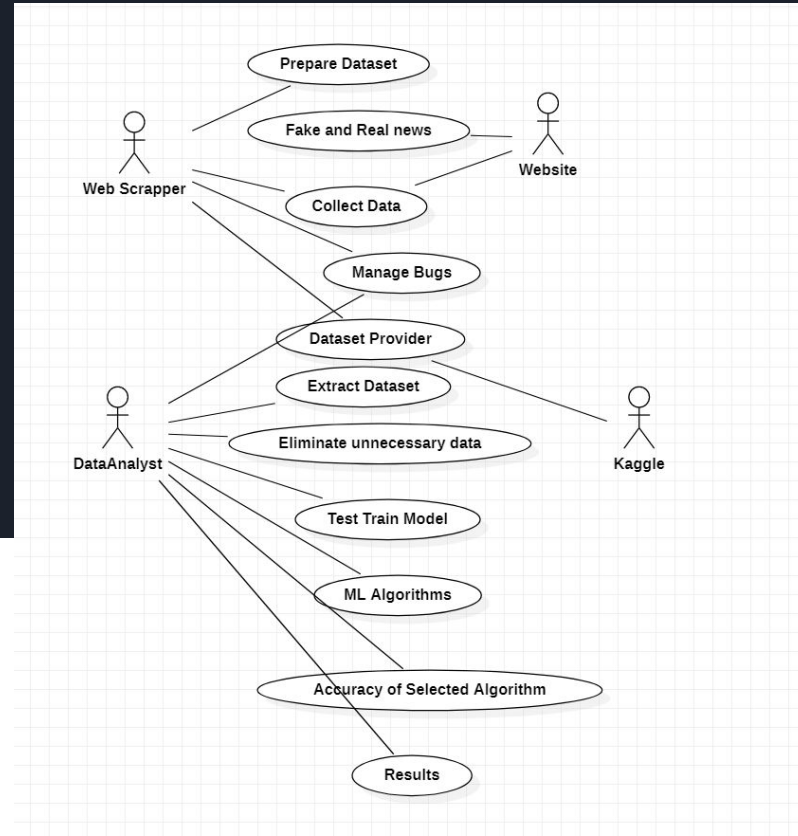 Prepare Dataset
Fake and Real news
Website
Web Scrapper
Collect Data
Manage Bugs
Dataset Provider
Extract Dataset
Eliminate unnecessary data
DataAnalyst
Kaggle
Test Train Model
ML Algorithms
Accuracy of Selected Algorithm
Results